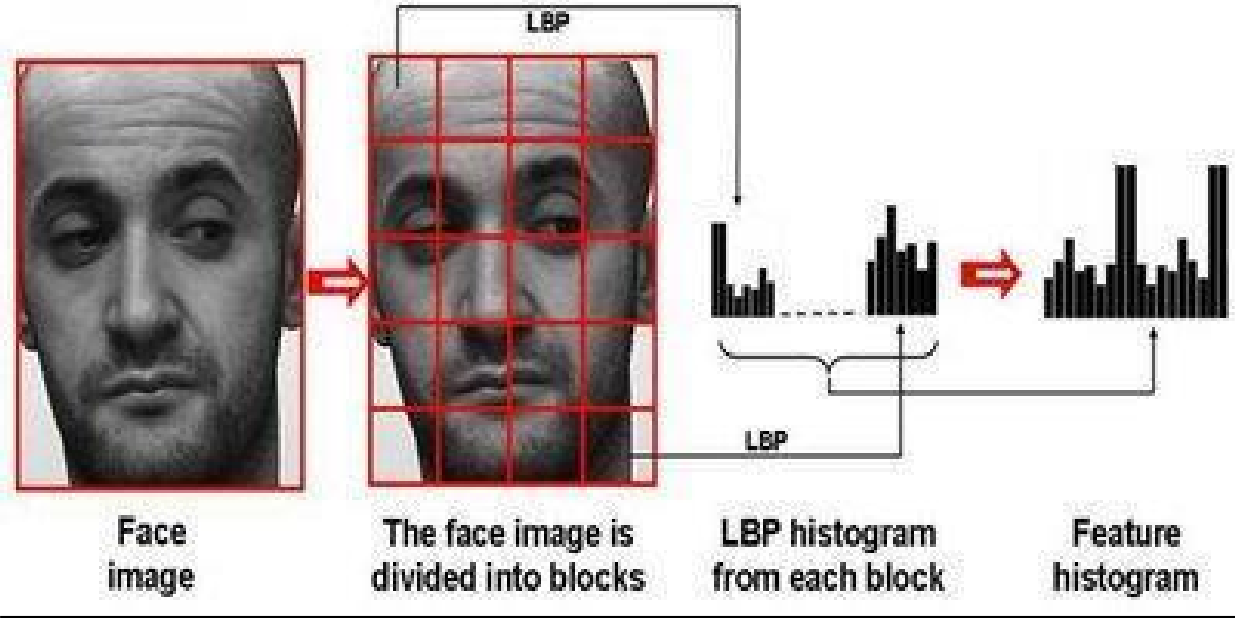 LBP
LBP
Face
image
The face image is
divided into blocks
LBP histogram
from each block
Feature
histogram